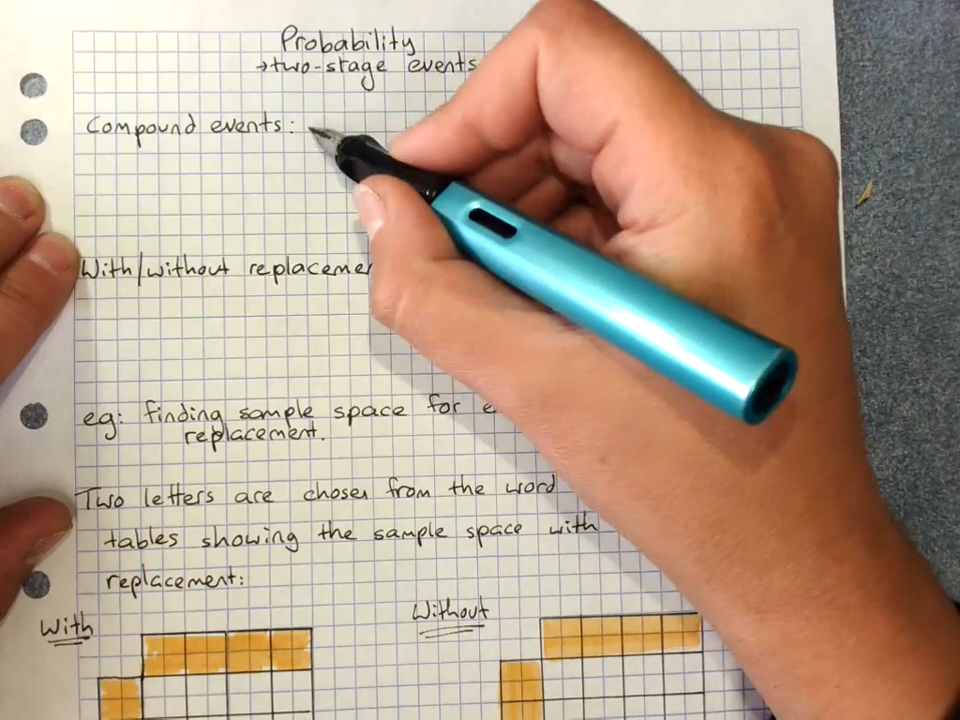 Probability
→two-stage events
Compound events:
With/without
eg: finding sample space for
replacement.
Two letters are chosen from the word
tables showing the sample space with
replacement:
With
Without